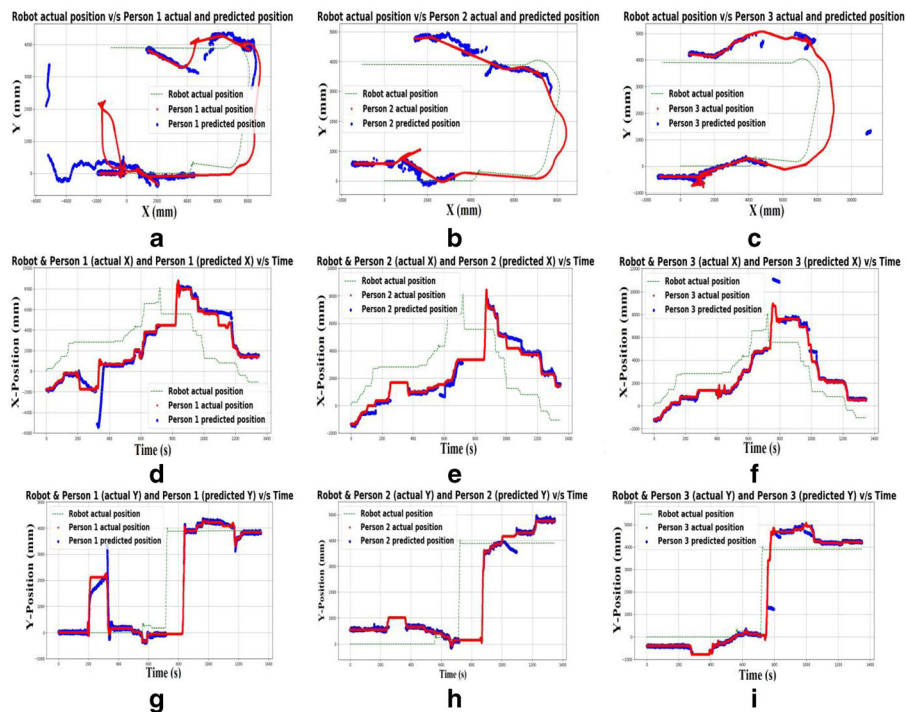 Robot actual position v/s Person 1 actual and predicted position
Robot actual position v/s Person 2 actual and predicted position
Robot actual position v/s Person 3 actual and predicted position
Y (mm)
Robot actual position
Person 1 actual position
Person 1 predicted position
X (mm)
a
Y (mm)
Robot actual position
Person 2 actual position
Person 2 predicted position
X (mm)
b
Y (mm)
Robot actual position
Person 3 actual position
Person 3 predicted position
X (mm)
c
Robot & Person 1 (actual X) and Person 1 (predicted X) v/s Time
Robot & Person 2 (actual X) and Person 2 (predicted X) v/s Time
Robot & Person 3 (actual X) and Person 3 (predicted X) v/s Time
X-Position (mm)
Robot actual position
Person 1 actual position
Person 1 predicted position
Time (s)
d
X-Position (mm)
Robot actual position
Person 2 actual position
Person 2 predicted position
Time (s)
e
X-Position (mm)
Robot actual position
Person 3 actual position
Person 3 predicted position
Time (s)
f
Robot & Person 1 (actual Y) and Person 1 (predicted Y) v/s Time
Robot & Person 2 (actual Y) and Person 2 (predicted Y) v/s Time
Robot & Person 3 (actual Y) and Person 3 (predicted Y) v/s Time
Y-Position (mm)
Robot actual position
Person 1 actual position
Person 1 predicted position
Time (s)
g
Y-Position (mm)
Robot actual position
Person 2 actual position
Person 2 predicted position
Time (s)
h
Y-Position (mm)
Robot actual position
Person 3 actual position
Person 3 predicted position
Time (s)
i